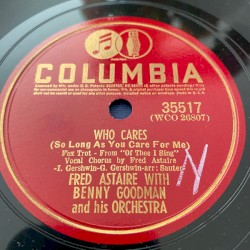 COLUMBIA
35517
(WCO 26807)
WHO CARES
(So Long As You Care For Me)
Fox Trot - From "Of Thee I Sing"
Vocal Chorus by Fred Astaire
-I. Gershwin-G. Gershwin-arr: Sauter-
FRED ASTAIRE WITH
BENNY GOODMAN
and his ORCHESTRA
N